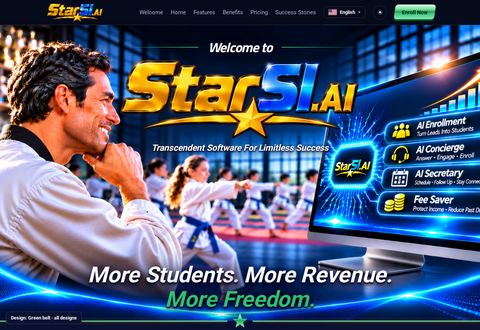 StarSI.AI
Welcome Home Features Benefits Pricing Success Stories English Enroll Now
Welcome to
StarSI.AI
Transcendent Software For Limitless Success
StarSI.AI
AI Enrollment
Turn Leads Into Students
AI Concierge
Answer • Engage • Enroll
AI Secretary
Schedule • Follow Up • Stay
Fee Saver
Protect Income • Reduce Past
More Students. More Revenue.
More Freedom.
Design: Green belt - all designs